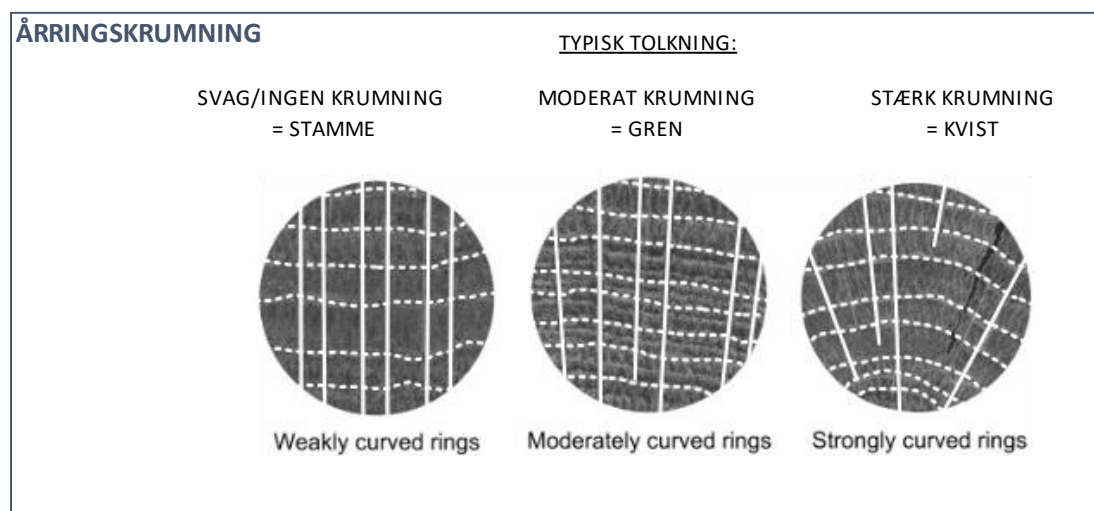 ÅRRINGSKRUMNING
TYPISK TOLKNING:
SVAG/INGEN KRUMNING
= STAMME
MODERAT KRUMNING
= GREN
STÆRK KRUMNING
= KVIST
Weakly curved rings
Moderately curved rings
Strongly curved rings